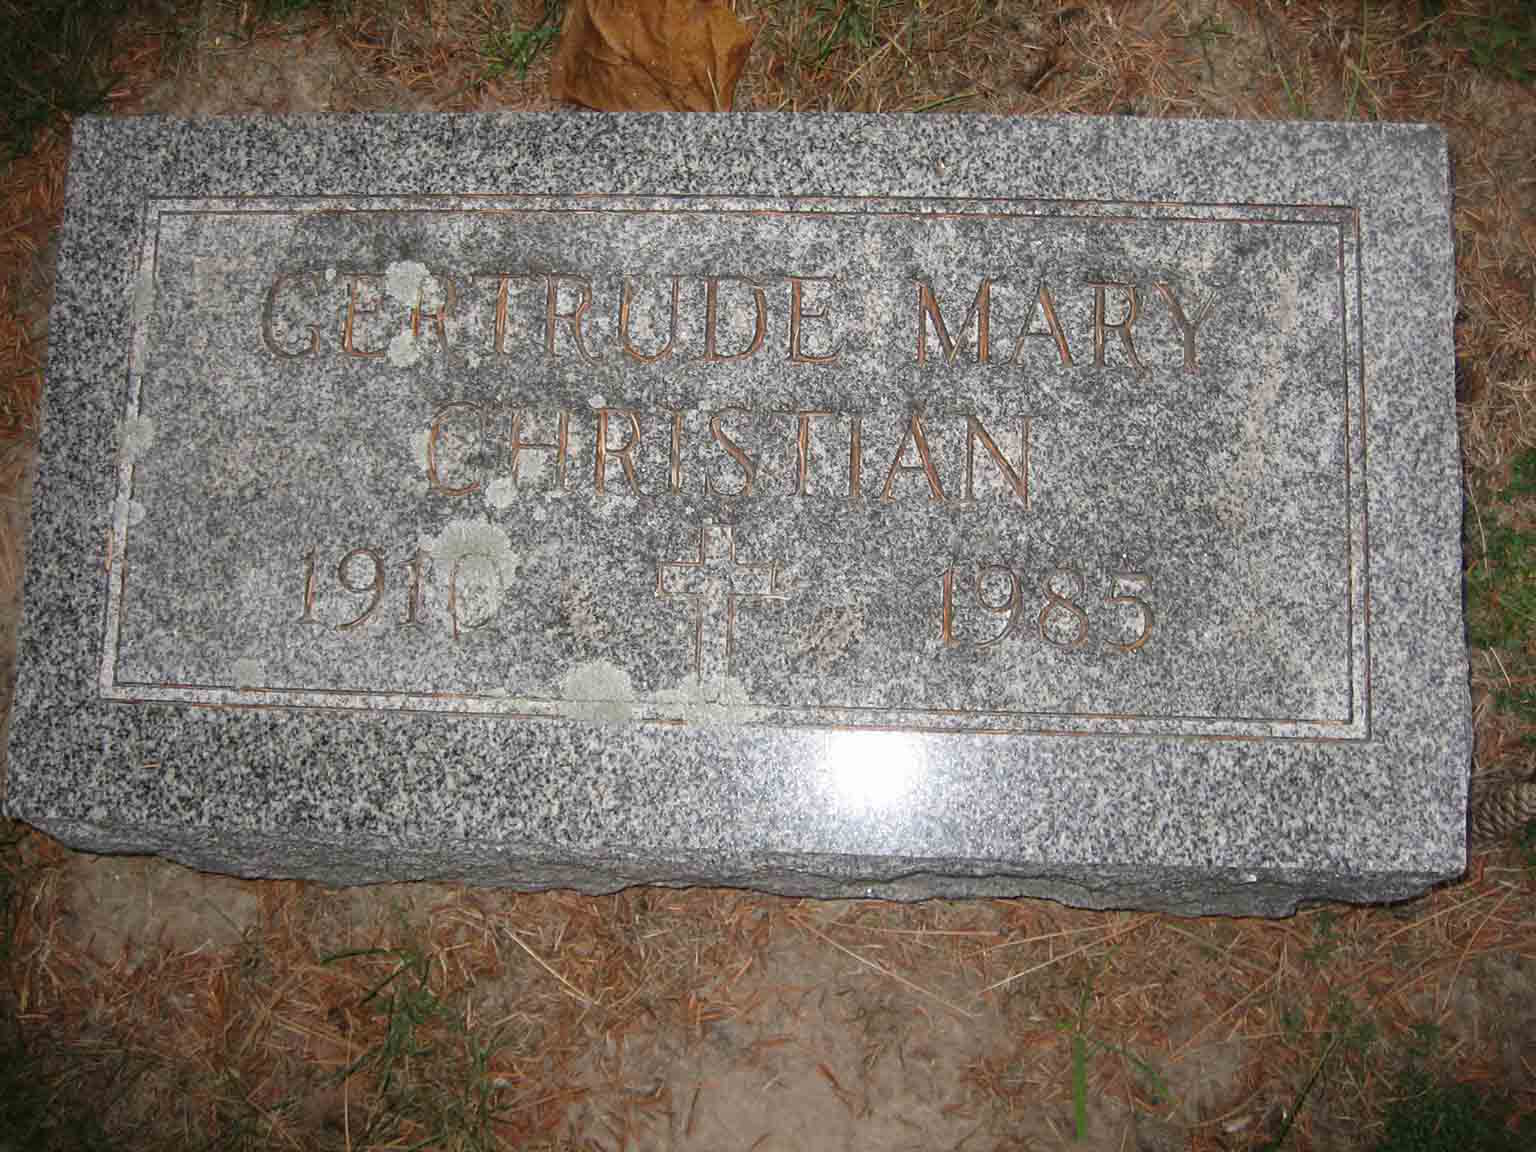 GERTRUDE MARY
CHRISTIAN
1910 1985